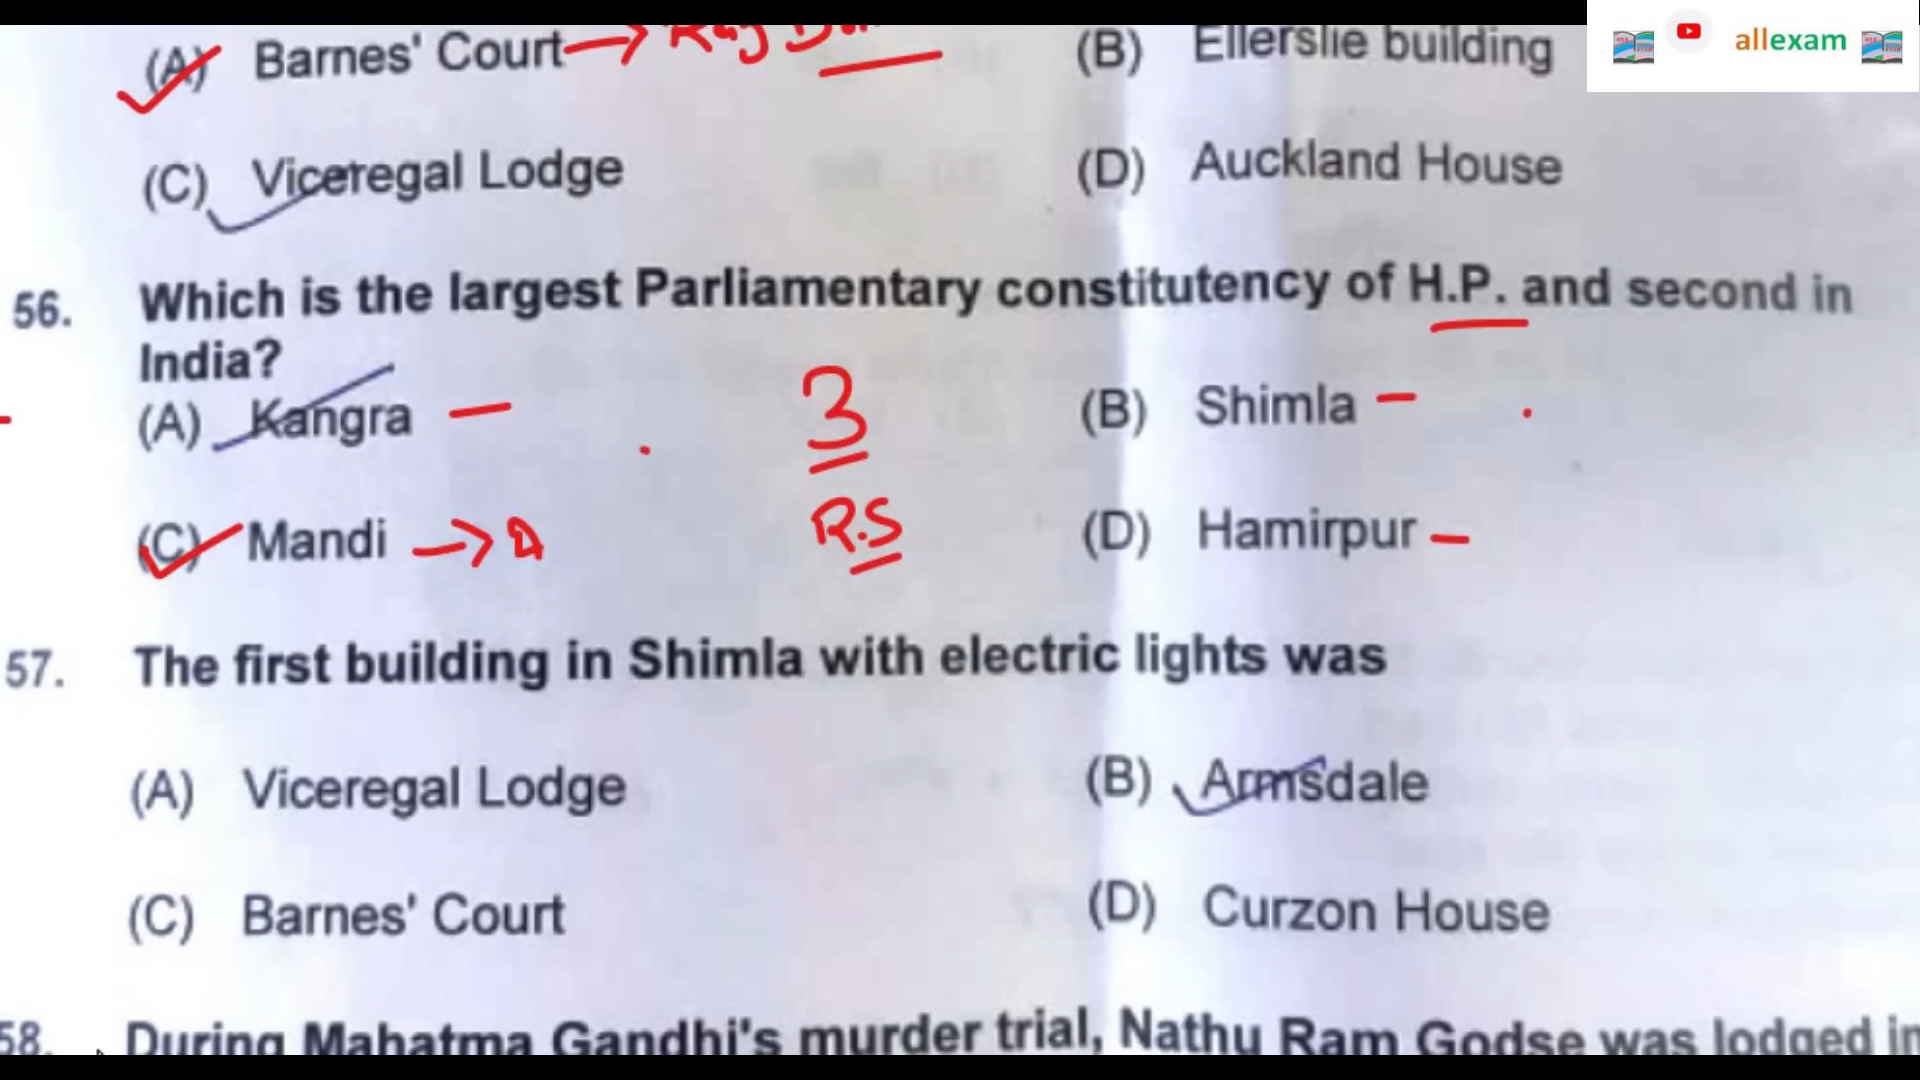 allexam
(A) Barnes' Court → Raj
(B) Ellerslie building
(C) Viceregal Lodge
(D) Auckland House
56. Which is the largest Parliamentary constitutency of H.P. and second in
India?
(A) Kangra
3
(B) Shimla
(C) Mandi →
R.S
(D) Hamirpur
57. The first building in Shimla with electric lights was
(A) Viceregal Lodge
(B) Armsdale
(C) Barnes' Court
(D) Curzon House
58. During Mahatma Gandhi's murder trial, Nathu Ram Godse was lodged in